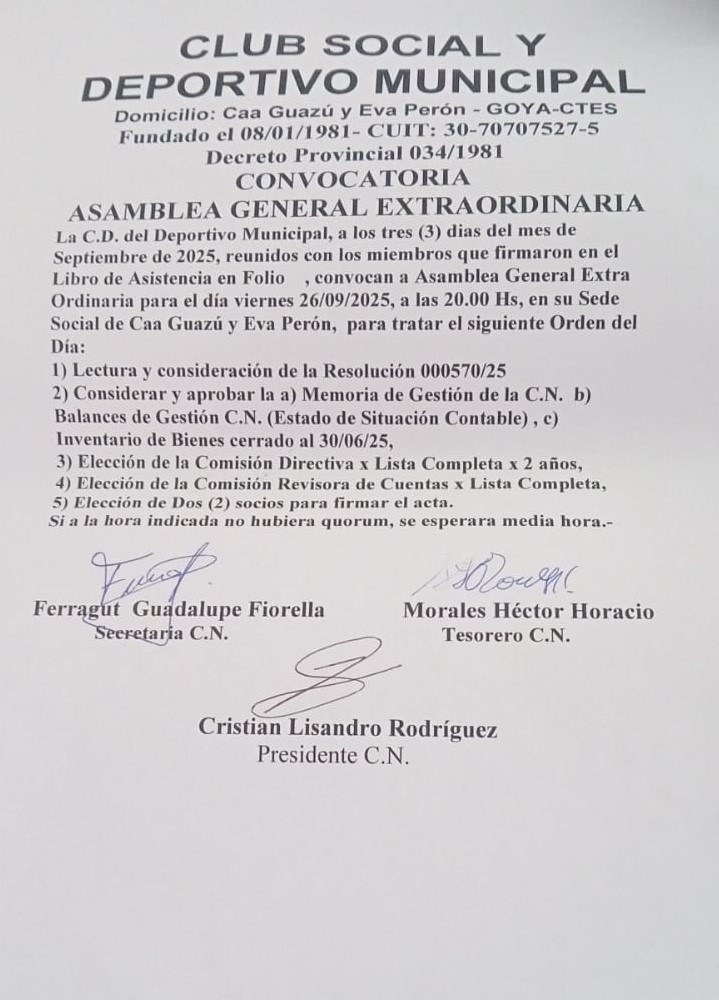 CLUB SOCIAL Y
DEPORTIVO MUNICIPAL
Domicilio: Caa Guazú y Eva Perón - GOYA-CTES
Fundado el 08/01/1981- CUIT: 30-70707527-5
Decreto Provincial 034/1981
CONVOCATORIA
ASAMBLEA GENERAL EXTRAORDINARIA
La C.D. del Deportivo Municipal, a los tres (3) dias del mes de
Septiembre de 2025, reunidos con los miembros que firmaron en el
Libro de Asistencia en Folio , convocan a Asamblea General Extra
Ordinaria para el día viernes 26/09/2025, a las 20.00 Hs, en su Sede
Social de Caa Guazú y Eva Perón, para tratar el siguiente Orden del
Día:
1) Lectura y consideración de la Resolución 000570/25
2) Considerar y aprobar la a) Memoria de Gestión de la C.N. b)
Balances de Gestión C.N. (Estado de Situación Contable) , c)
Inventario de Bienes cerrado al 30/06/25,
3) Elección de la Comisión Directiva x Lista Completa x 2 años,
4) Elección de la Comisión Revisora de Cuentas x Lista Completa,
5) Elección de Dos (2) socios para firmar el acta.
Si a la hora indicada no hubiera quorum, se esperara media hora.-
Ferragut Guadalupe Fiorella
Secretaria C.N.
Morales Héctor Horacio
Tesorero C.N.
Cristian Lisandro Rodríguez
Presidente C.N.